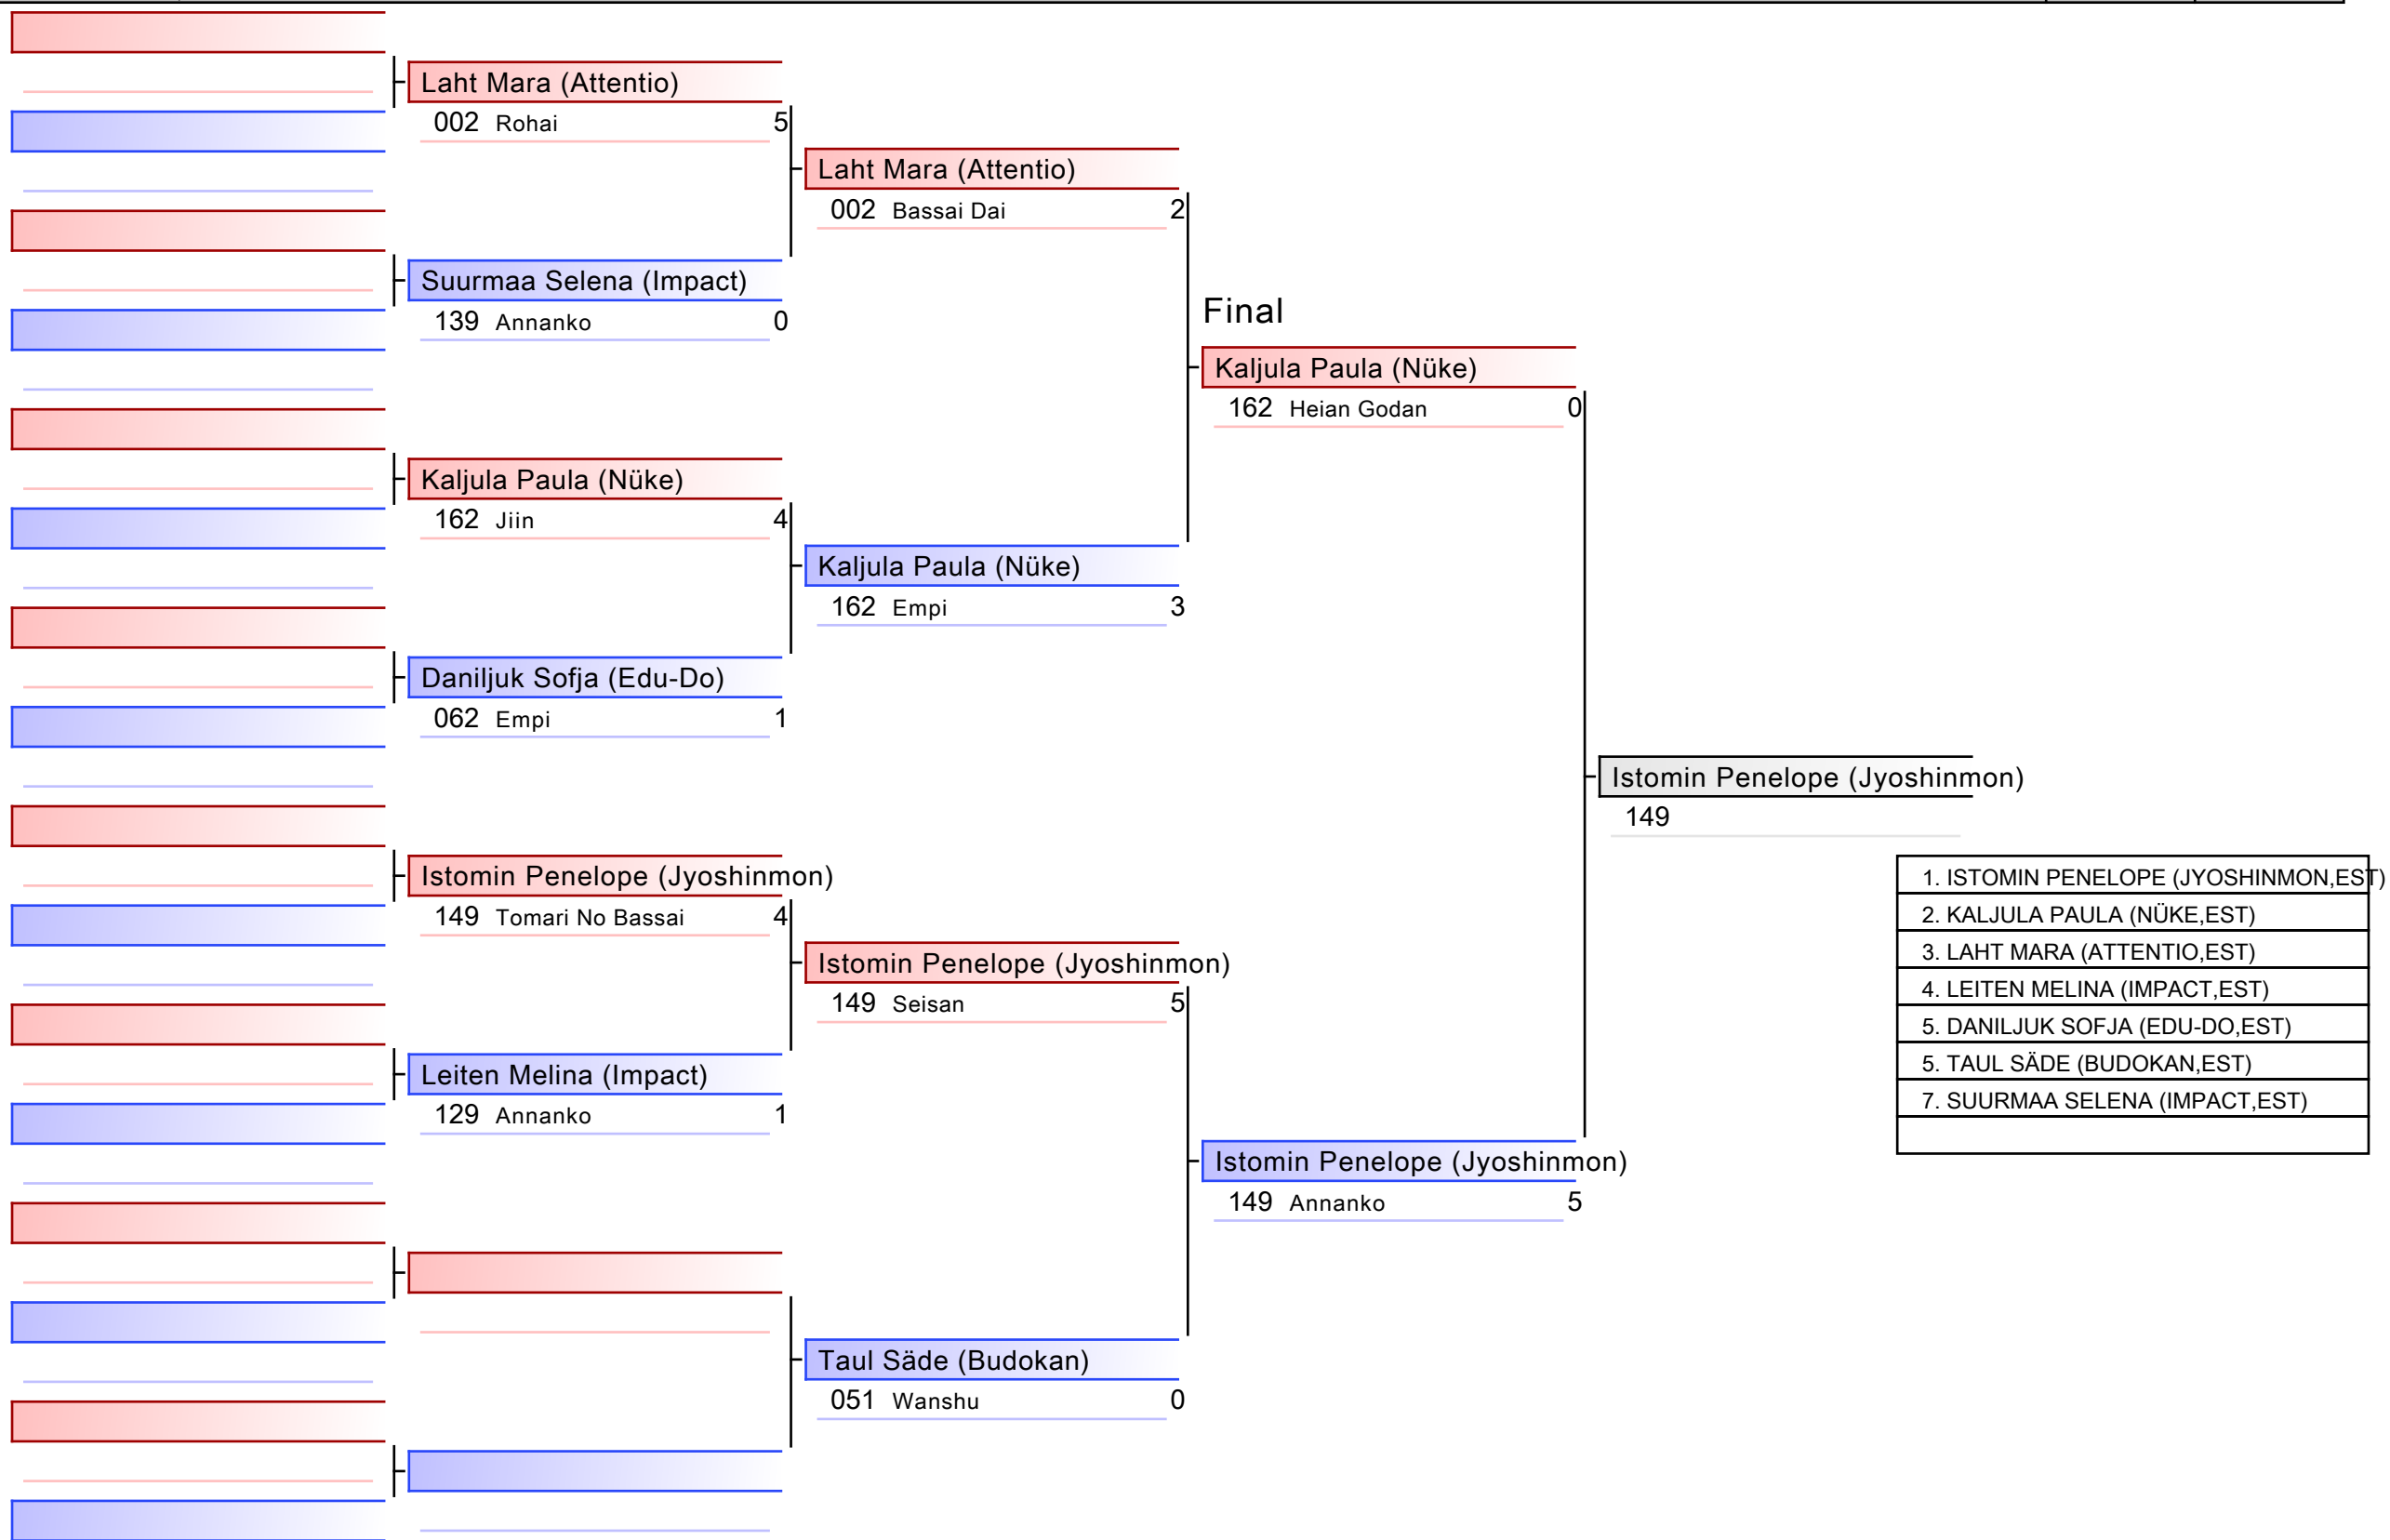 Laht Mara (Attentio)
002 Rohai 5
Suurmaa Selena (Impact)
139 Annanko 0
Kaljula Paula (Nüke)
162 Jiin 4
Daniljuk Sofja (Edu-Do)
062 Empi 1
Istomin Penelope (Jyoshinmon)
149 Tomari No Bassai 4
Leiten Melina (Impact)
129 Annanko 1
Laht Mara (Attentio)
002 Bassai Dai 2
Kaljula Paula (Nüke)
162 Empi 3
Istomin Penelope (Jyoshinmon)
149 Seisan 5
Taul Säde (Budokan)
051 Wanshu 0
Final
Kaljula Paula (Nüke)
162 Heian Godan 0
Istomin Penelope (Jyoshinmon)
149 Annanko 5
Istomin Penelope (Jyoshinmon)
149
1. ISTOMIN PENELOPE (JYOSHINMON,EST)
2. KALJULA PAULA (NÜKE,EST)
3. LAHT MARA (ATTENTIO,EST)
4. LEITEN MELINA (IMPACT,EST)
5. DANILJUK SOFJA (EDU-DO,EST)
5. TAUL SÄDE (BUDOKAN,EST)
7. SUURMAA SELENA (IMPACT,EST)